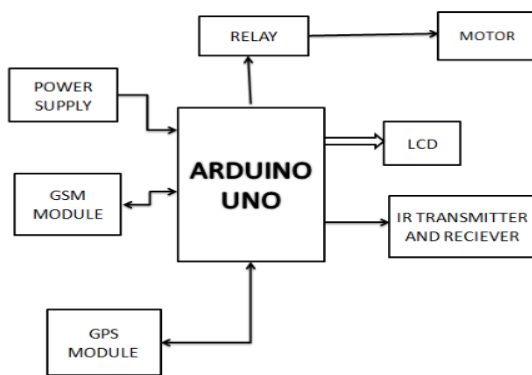 RELAY
MOTOR
POWER
SUPPLY
ARDUINO
UNO
LCD
GSM
MODULE
IR TRANSMITTER
AND RECIEVER
GPS
MODULE